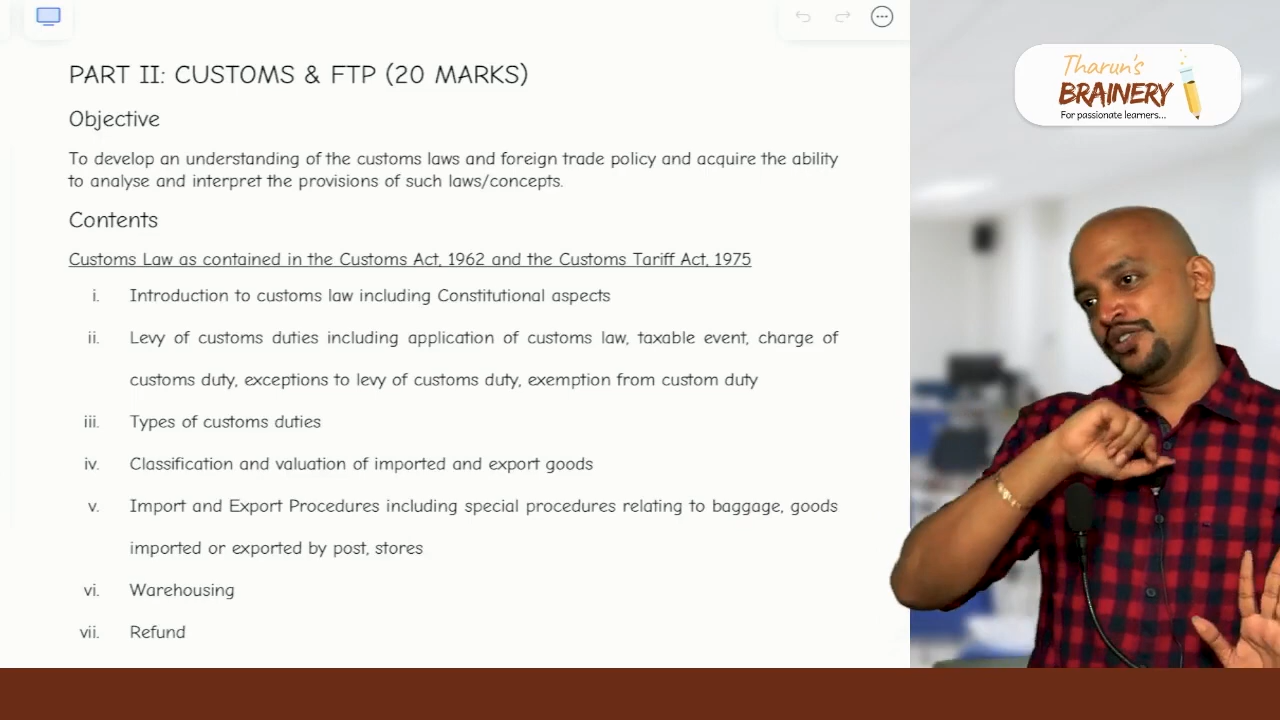 PART II: CUSTOMS & FTP (20 MARKS)
Objective
To develop an understanding of the customs laws and foreign trade policy and acquire the ability
to analyse and interpret the provisions of such laws/concepts.
Contents
Customs Law as contained in the Customs Act, 1962 and the Customs Tariff Act, 1975
i. Introduction to customs law including Constitutional aspects
ii. Levy of customs duties including application of customs law, taxable event, charge of
customs duty, exceptions to levy of customs duty, exemption from custom duty
iii. Types of customs duties
iv. Classification and valuation of imported and export goods
v. Import and Export Procedures including special procedures relating to baggage, goods
imported or exported by post, stores
vi. Warehousing
vii. Refund
Tharun's
BRAINERY
For passionate learners...